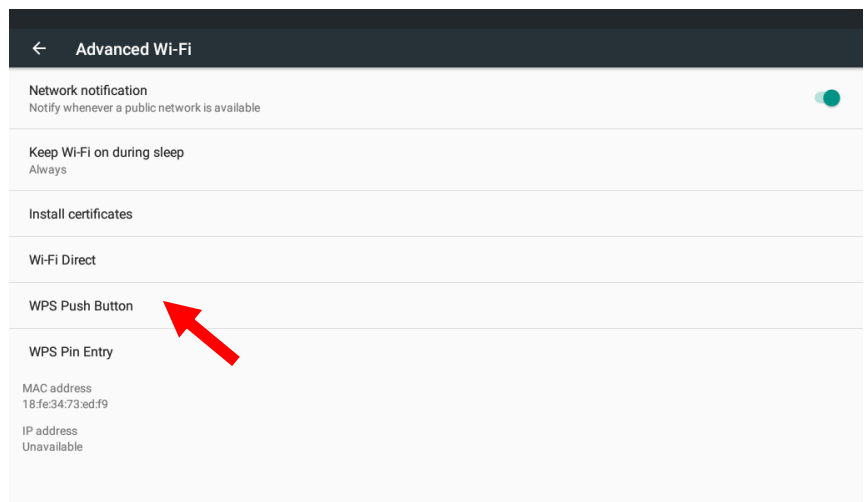 Advanced Wi-Fi
Network notification
Notify whenever a public network is available
Keep Wi-Fi on during sleep
Always
Install certificates
Wi-Fi Direct
WPS Push Button
WPS Pin Entry
MAC address
18:fe:34:73:ed:f9
IP address
Unavailable